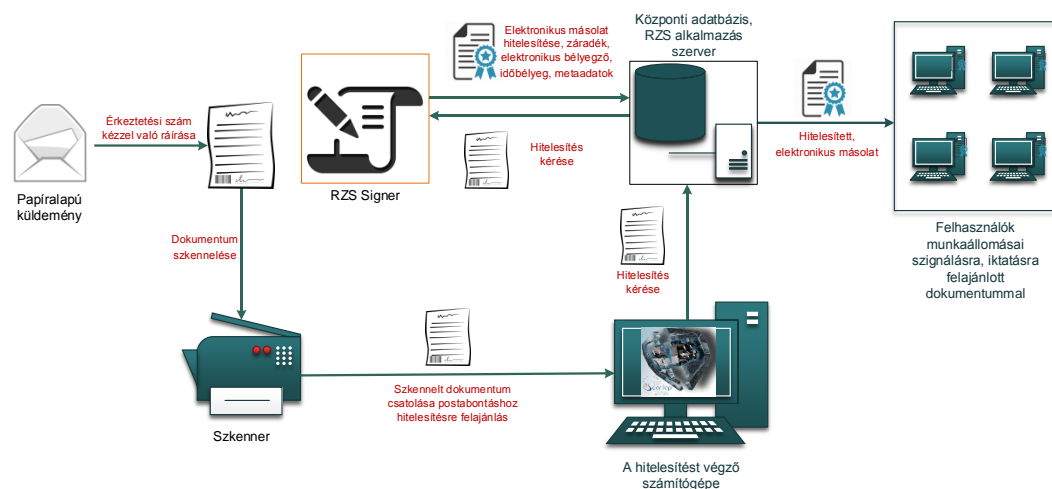 Elektronikus másolat
hitelesítése, záradék,
elektronikus bélyegző,
időbélyeg, metaadatok
Központi adatbázis,
RZS alkalmazás
szerver
Érkeztetési szám
kézzel való ráírása
Papíralapú
küldemény
RZS Signer
Hitelesítés
kérése
Hitelesített,
elektronikus másolat
Felhasználók
munkaállomásai
szignálásra, iktatásra
felajánlott
dokumentummal
Dokumentum
szkennelése
Hitelesítés
kérése
Szkennelt dokumentum
csatolása postabontáshoz
hitelesítésre felajánlás
Szkenner
A hitelesítést végző
számítógépe